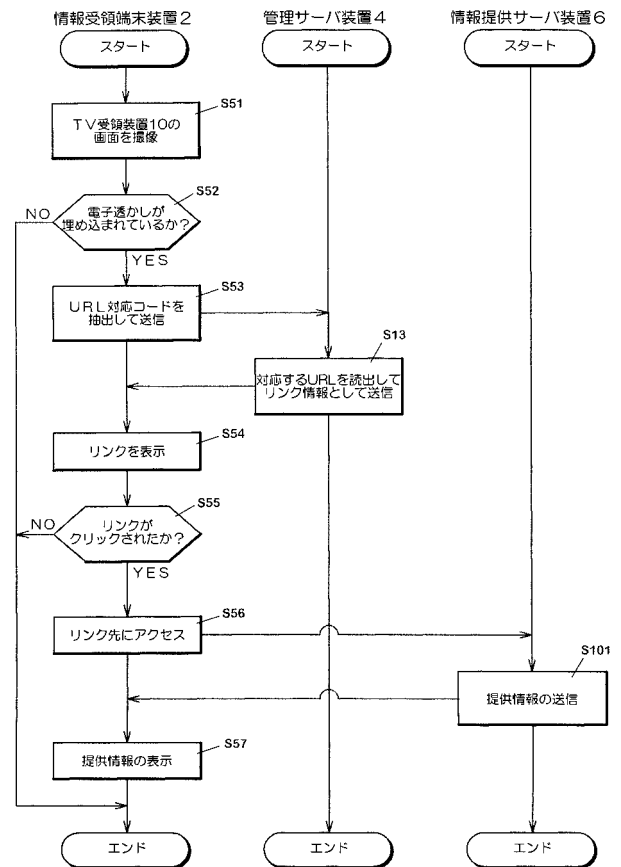 情報受領端末装置2
管理サーバ装置4
情報提供サーバ装置6
スタート
スタート
スタート
S51
TV受領装置10の
画面を撮像
S52
NO
電子透かしが
埋め込まれているか?
YES
S53
URL対応コードを
抽出して送信
S13
対応するURLを読出して
リンク情報として送信
S54
リンクを表示
S55
NO
リンクが
クリックされたか?
YES
S56
リンク先にアクセス
S101
提供情報の送信
S57
提供情報の表示
エンド
エンド
エンド